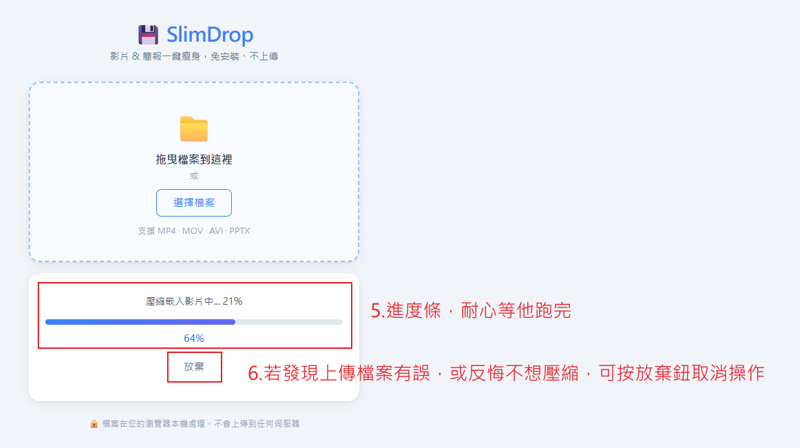 SlimDrop
影片 & 簡報一鍵瘦身，免安裝、不上傳
拖曳檔案到這裡
或
選擇檔案
支援 MP4 · MOV · AVI · PPTX
壓縮嵌入影片中... 21%
64%
5.進度條，耐心等他跑完
放棄
6.若發現上傳檔案有誤，或反悔不想壓縮，可按放棄鈕取消操作
檔案在您的瀏覽器本機處理，不會上傳到任何伺服器